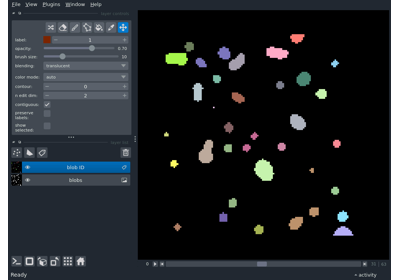 File View Plugins Window Help
label:
1
opacity:
0.70
brush size:
10
blending:
translucent
color mode:
auto
contour:
0
n edit dim:
2
contiguous:
preserve
labels:
show
selected:
blob ID
blobs
0
activity